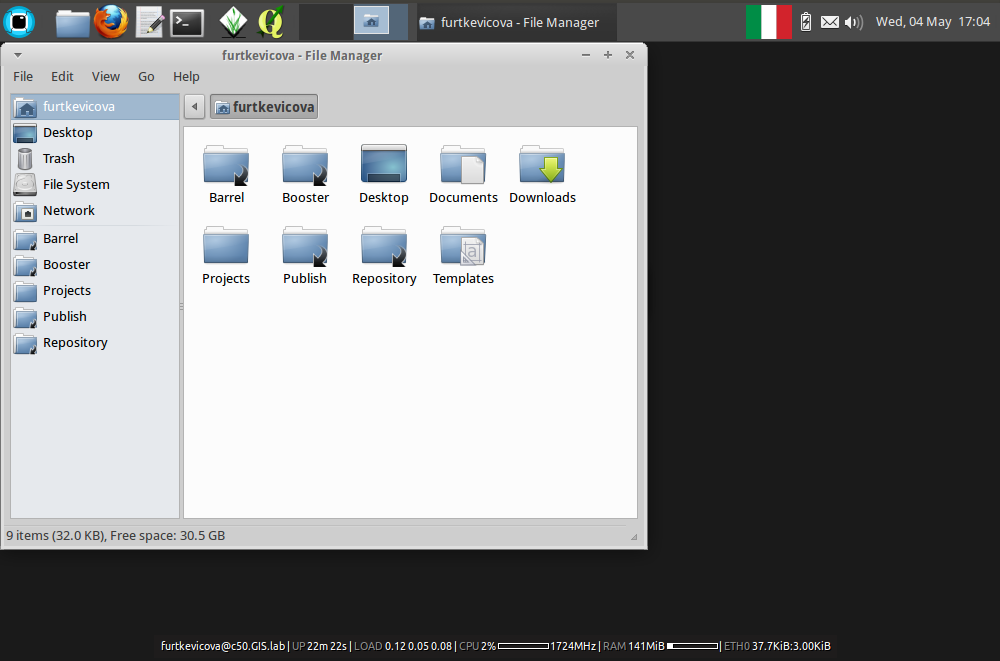 furtkevicova - File Manager
Wed, 04 May 17:04
furtkevicova - File Manager
File Edit View Go Help
furtkevicova
Desktop
Trash
File System
Network
Barrel
Booster
Projects
Publish
Repository
furtkevicova
Barrel Booster Desktop Documents Downloads
Projects Publish Repository Templates
9 items (32.0 KB), Free space: 30.5 GB
furtkevicova@c50.GIS.lab | UP 22m 22s | LOAD 0.12 0.05 0.08 | CPU 2% 1724MHz | RAM 141MiB | ETH0 37.7KiB:3.00KiB